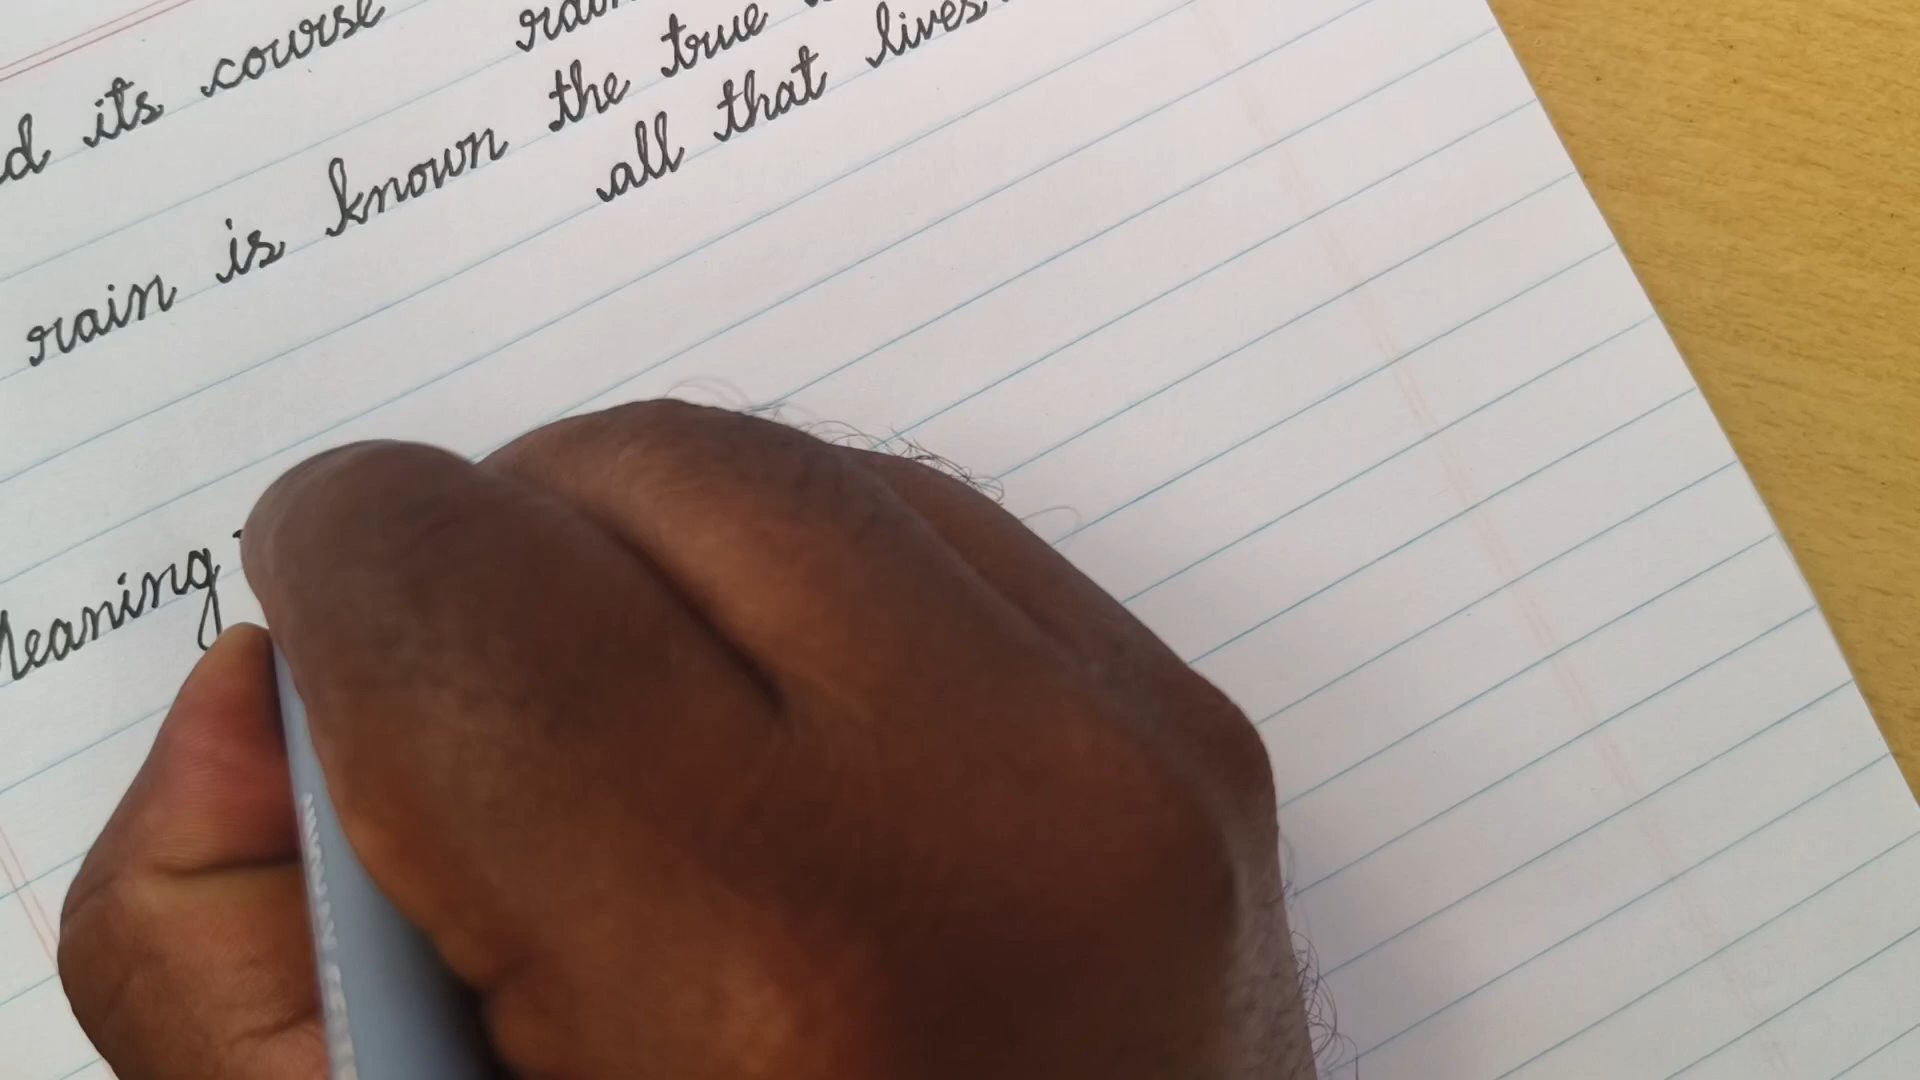 its course
rain is known the true
all that lives
Meaning